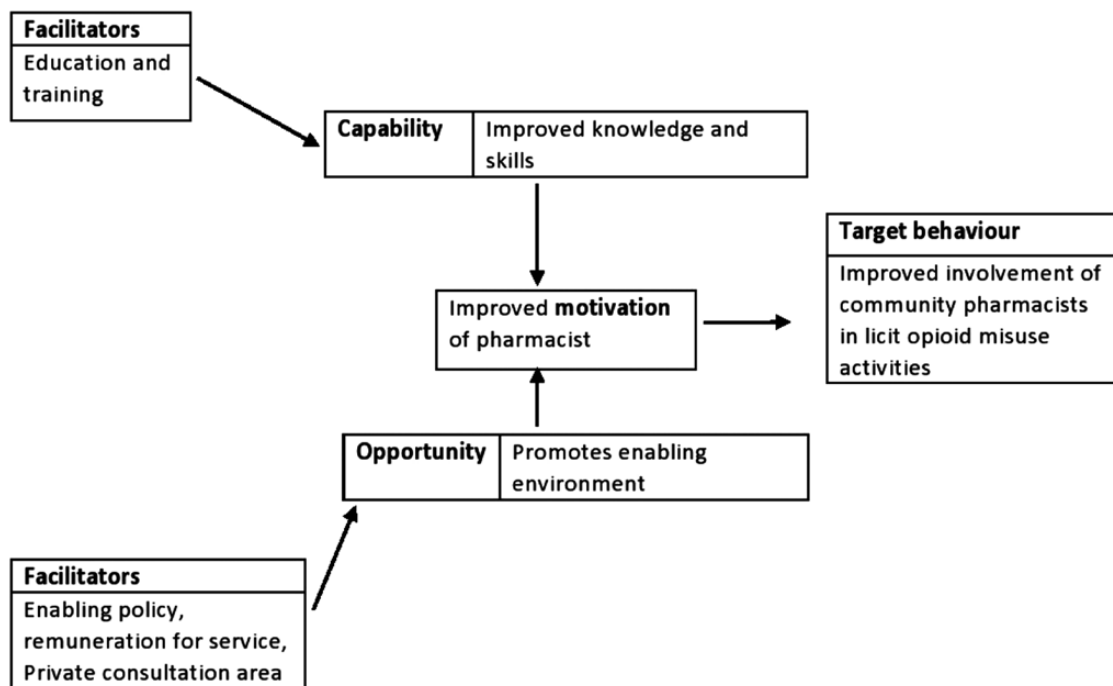 Facilitators
Education and
training
Capability
Improved knowledge and
skills
Target behaviour
Improved involvement of
community pharmacists
in licit opioid misuse
activities
Improved motivation
of pharmacist
Opportunity
Promotes enabling
environment
Facilitators
Enabling policy,
remuneration for service,
Private consultation area